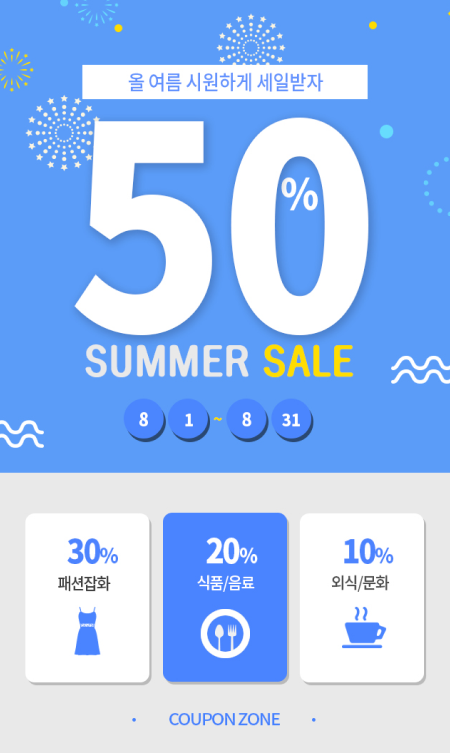 올 여름 시원하게 세일받자
50%
SUMMER SALE
8 1 ~ 8 31
30% 20% 10%
패션잡화 식품/음료 외식/문화
COUPON ZONE